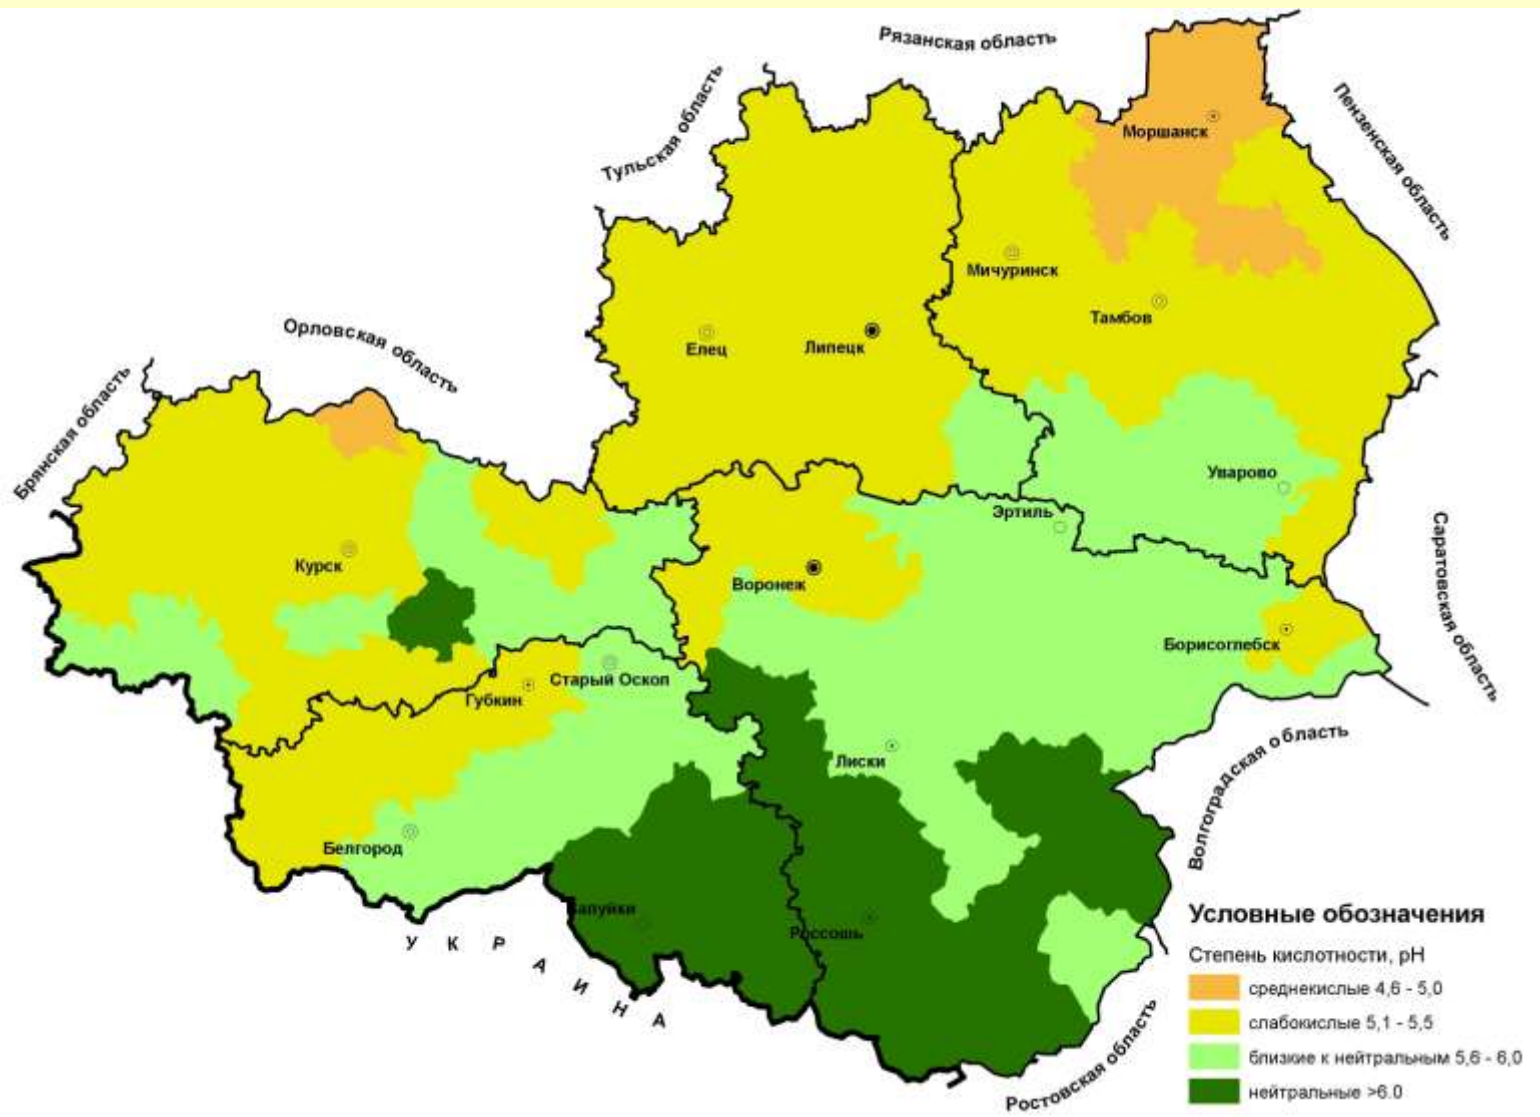 Рязанская область
Тульская область
Пензенская область
Моршанск
Мичуринск
Тамбов
Орловская область
Елец
Липецк
Брянская область
Уварово
Эртиль
Саратовская область
Курск
Воронеж
Борисоглебск
Старый Оскол
Губкин
Лиски
Волгоградская область
Белгород
Валуйки
Россошь
УКРАИНА
Ростовская область
Условные обозначения
Степень кислотности, pH
среднекислые 4,6 - 5,0
слабокислые 5,1 - 5,5
близкие к нейтральным 5,6 - 6,0
нейтральные >6.0